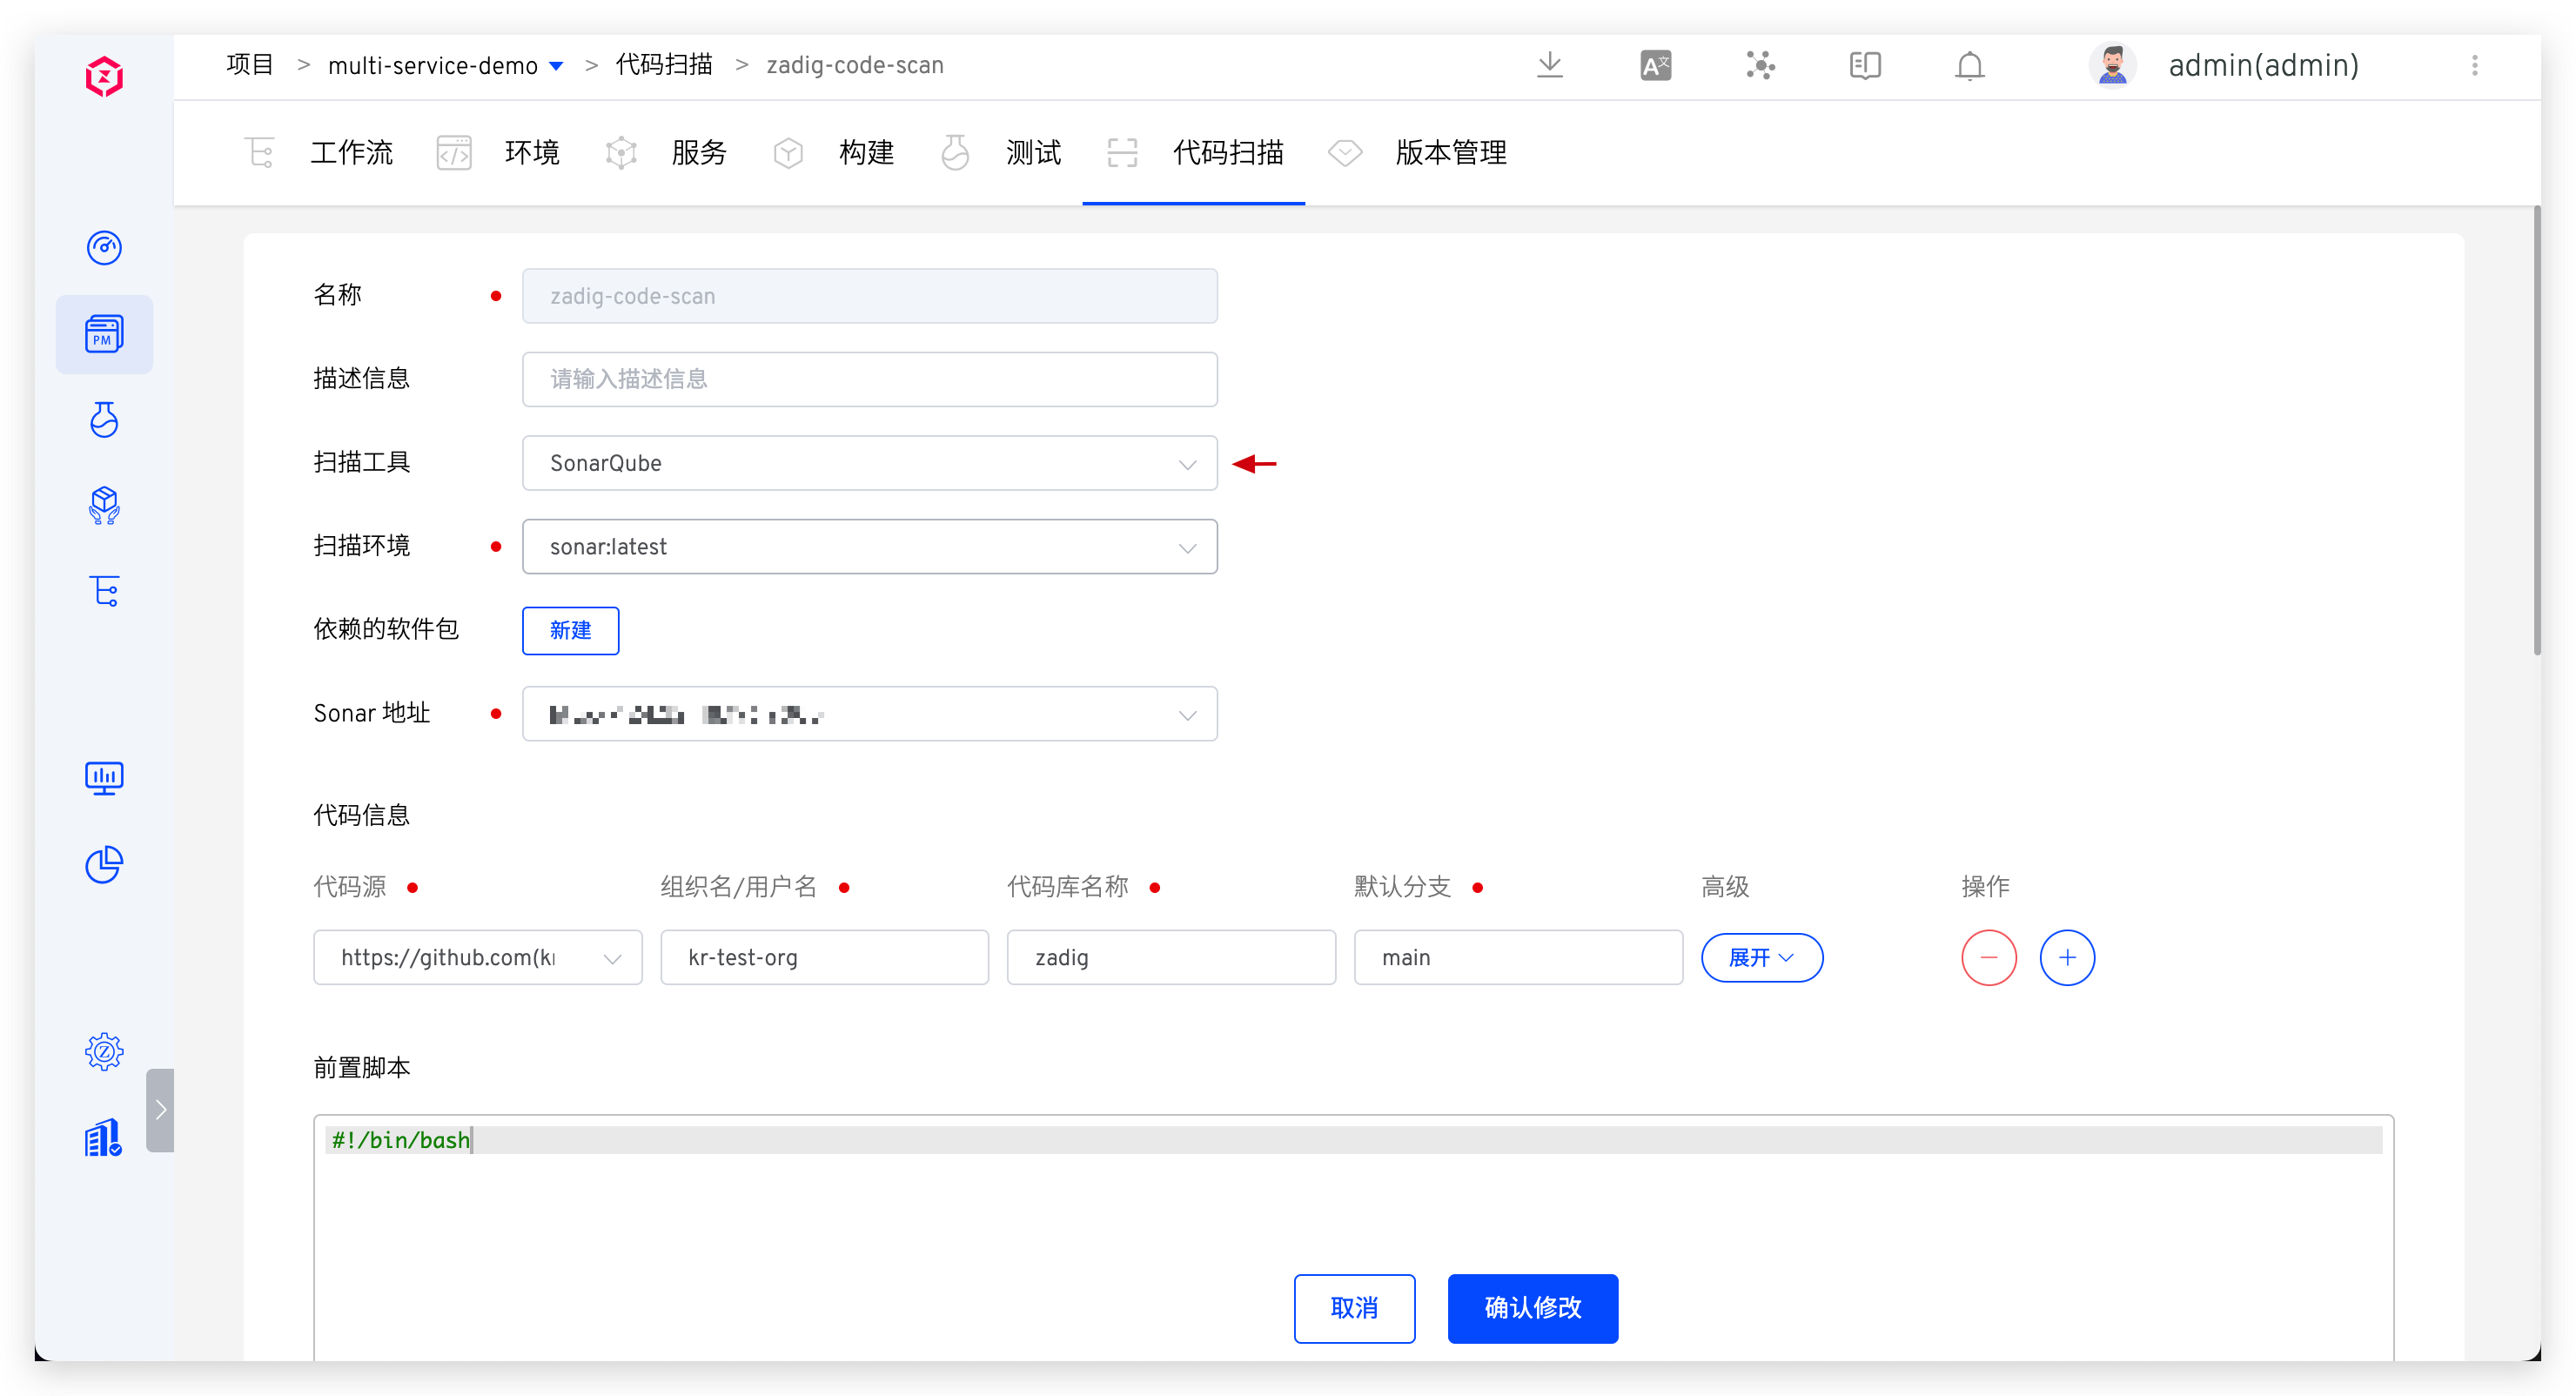 项目 > multi-service-demo > 代码扫描 > zadig-code-scan
admin(admin)
工作流 环境 服务 构建 测试 代码扫描 版本管理
PM
名称 zadig-code-scan
描述信息 请输入描述信息
扫描工具 SonarQube
扫描环境 sonar:latest
依赖的软件包 新建
Sonar 地址
代码信息
代码源 组织名/用户名 代码库名称 默认分支 高级 操作
https://github.com(kr kr-test-org zadig main 展开
前置脚本
#!/bin/bash
取消 确认修改